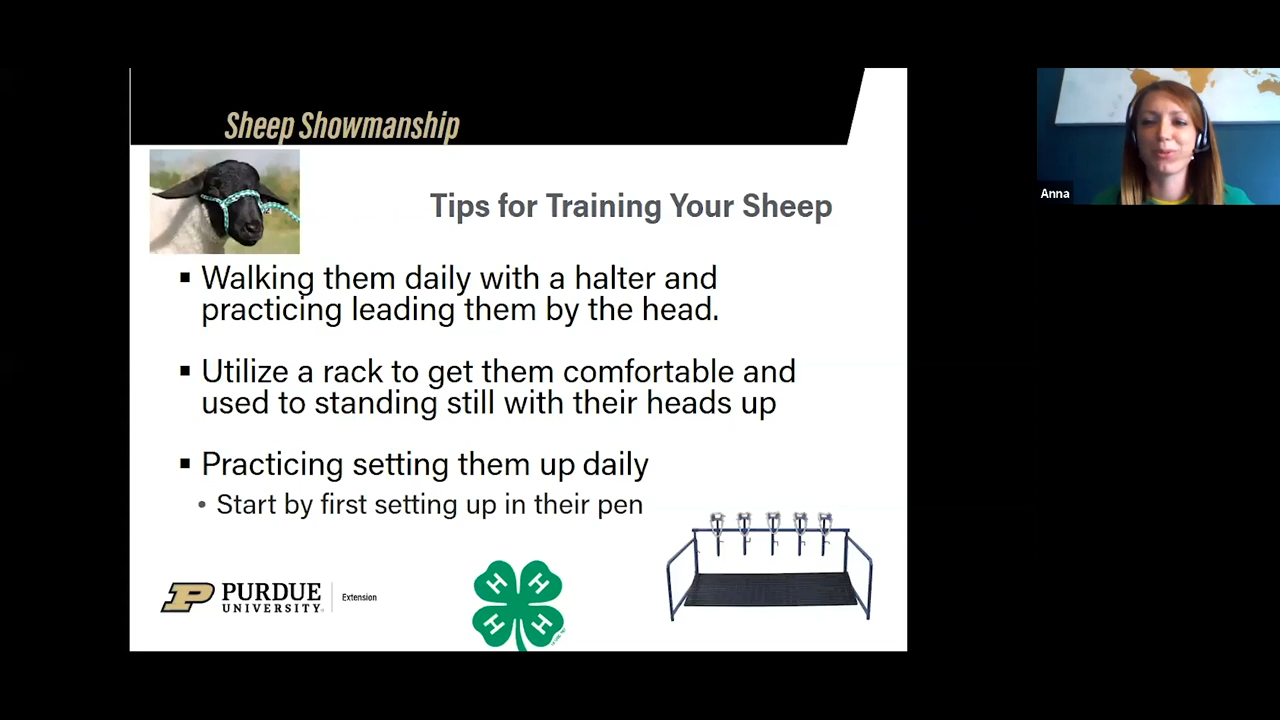 Sheep Showmanship
Anna
Tips for Training Your Sheep
▪ Walking them daily with a halter and
practicing leading them by the head.
▪ Utilize a rack to get them comfortable and
used to standing still with their heads up
▪ Practicing setting them up daily
• Start by first setting up in their pen
P PURDUE
UNIVERSITY®
Extension
H H
H H